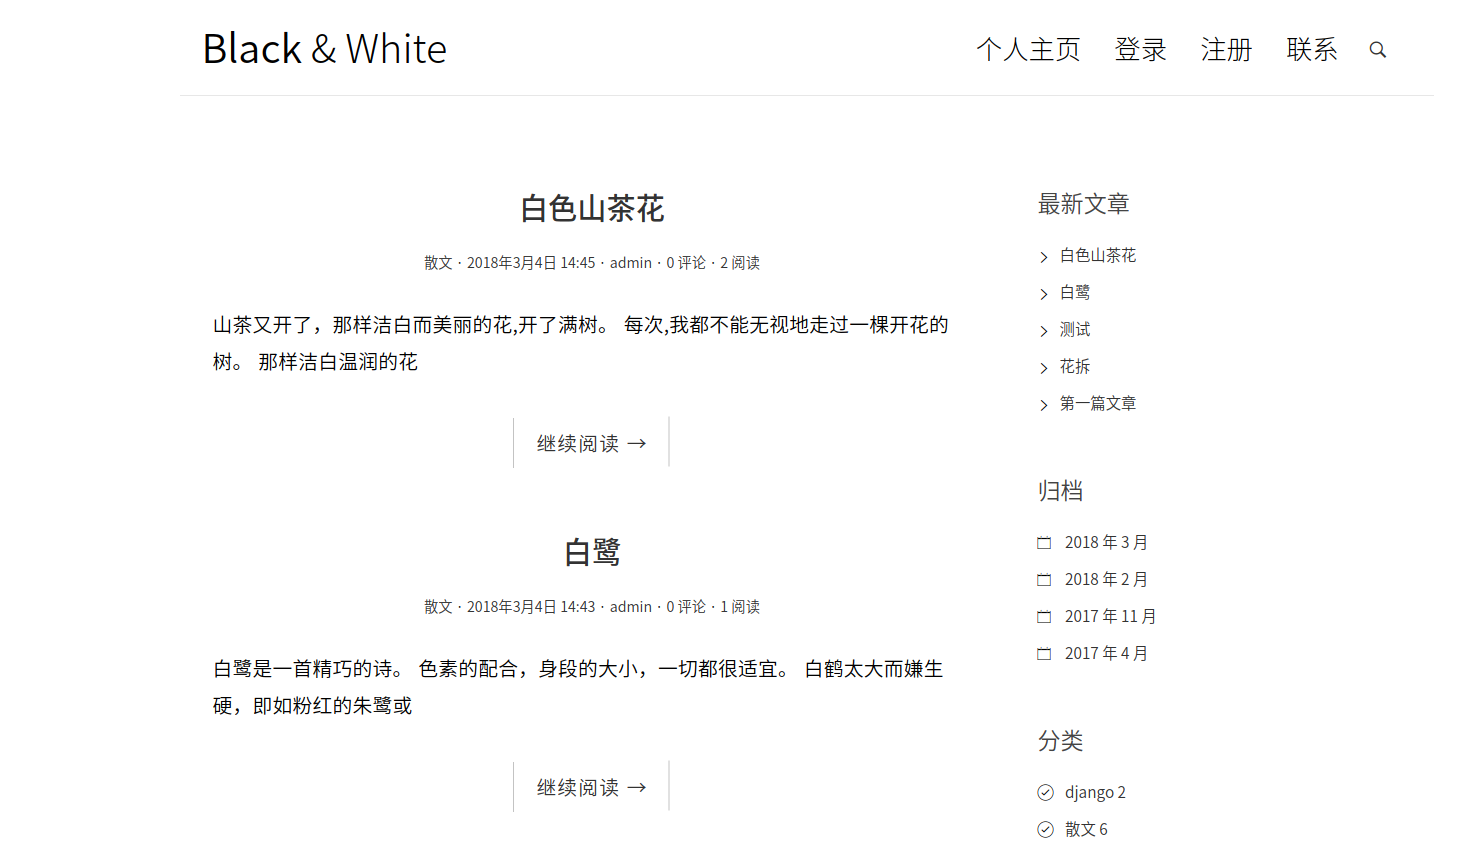 Black & White
个人主页 登录 注册 联系
白色山茶花
散文 · 2018年3月4日 14:45 · admin · 0 评论 · 2 阅读
山茶又开了，那样洁白而美丽的花,开了满树。 每次,我都不能无视地走过一棵开花的
树。 那样洁白温润的花
继续阅读 →
白鹭
散文 · 2018年3月4日 14:43 · admin · 0 评论 · 1 阅读
白鹭是一首精巧的诗。 色素的配合，身段的大小，一切都很适宜。 白鹤太大而嫌生
硬，即如粉红的朱鹭或
继续阅读 →
最新文章
白色山茶花
白鹭
测试
花拆
第一篇文章
归档
2018 年 3 月
2018 年 2 月
2017 年 11 月
2017 年 4 月
分类
django 2
散文 6